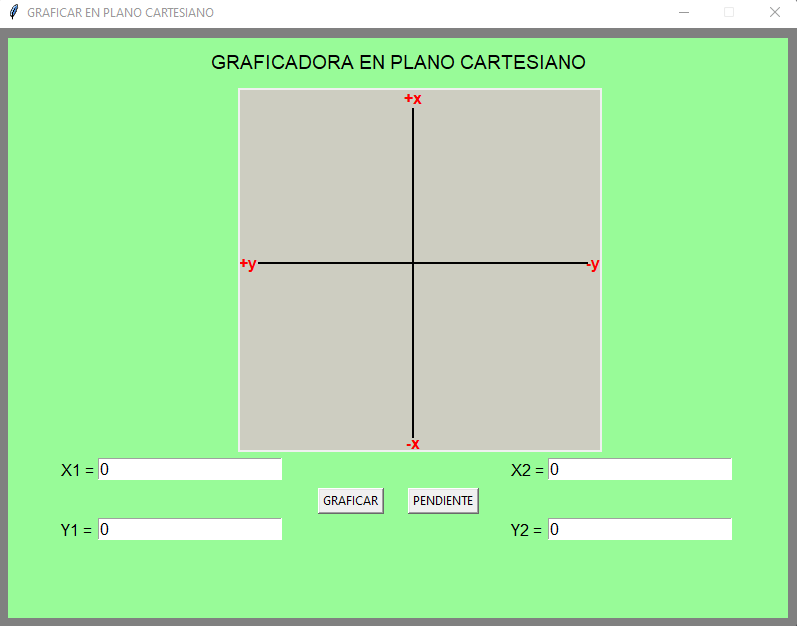 GRAFICAR EN PLANO CARTESIANO
GRAFICADORA EN PLANO CARTESIANO
+x
+y
-y
-x
X1 = 0
X2 = 0
GRAFICAR
PENDIENTE
Y1 = 0
Y2 = 0